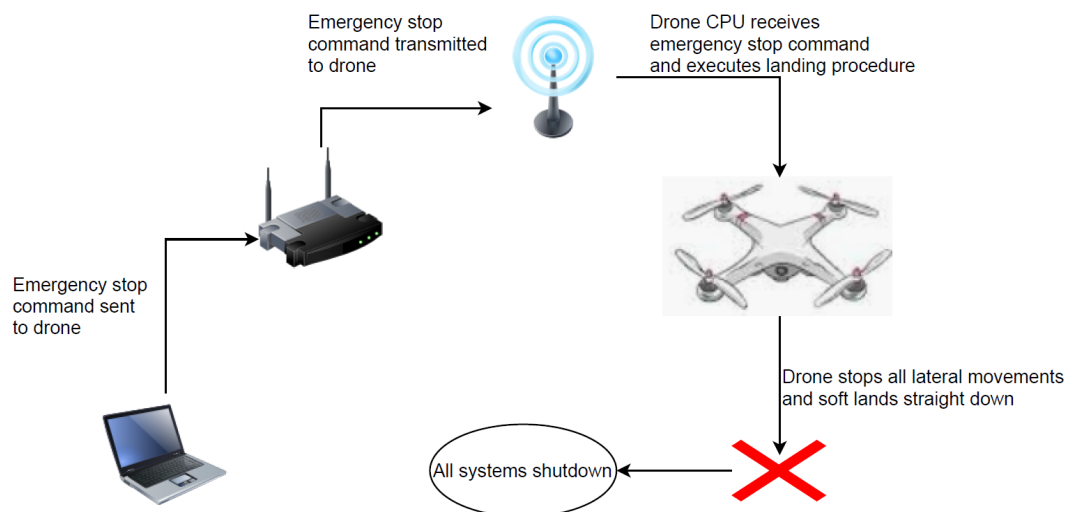 Emergency stop
command sent
to drone
Emergency stop
command transmitted
to drone
Drone CPU receives
emergency stop command
and executes landing procedure
Drone stops all lateral movements
and soft lands straight down
All systems shutdown